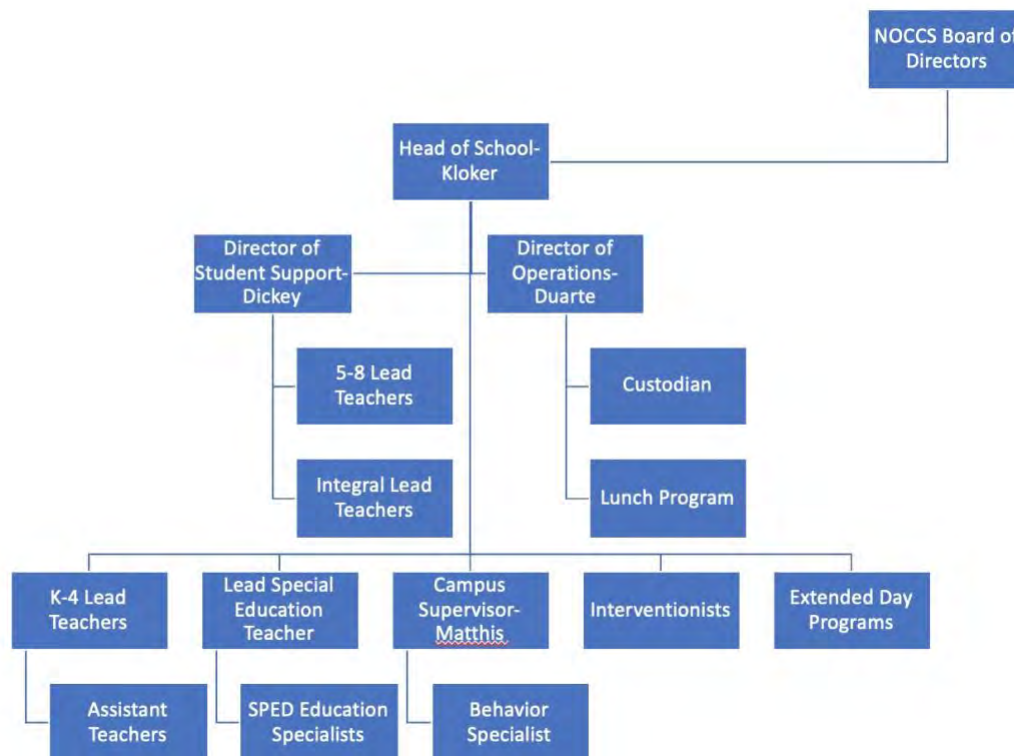 NOCCS Board of
Directors
Head of School-
Kloker
Director of
Student Support-
Dickey
Director of
Operations-
Duarte
5-8 Lead
Teachers
Custodian
Integral Lead
Teachers
Lunch Program
K-4 Lead
Teachers
Lead Special
Education
Teacher
Campus
Supervisor-
Matthis
Interventionists
Extended Day
Programs
Assistant
Teachers
SPED Education
Specialists
Behavior
Specialist